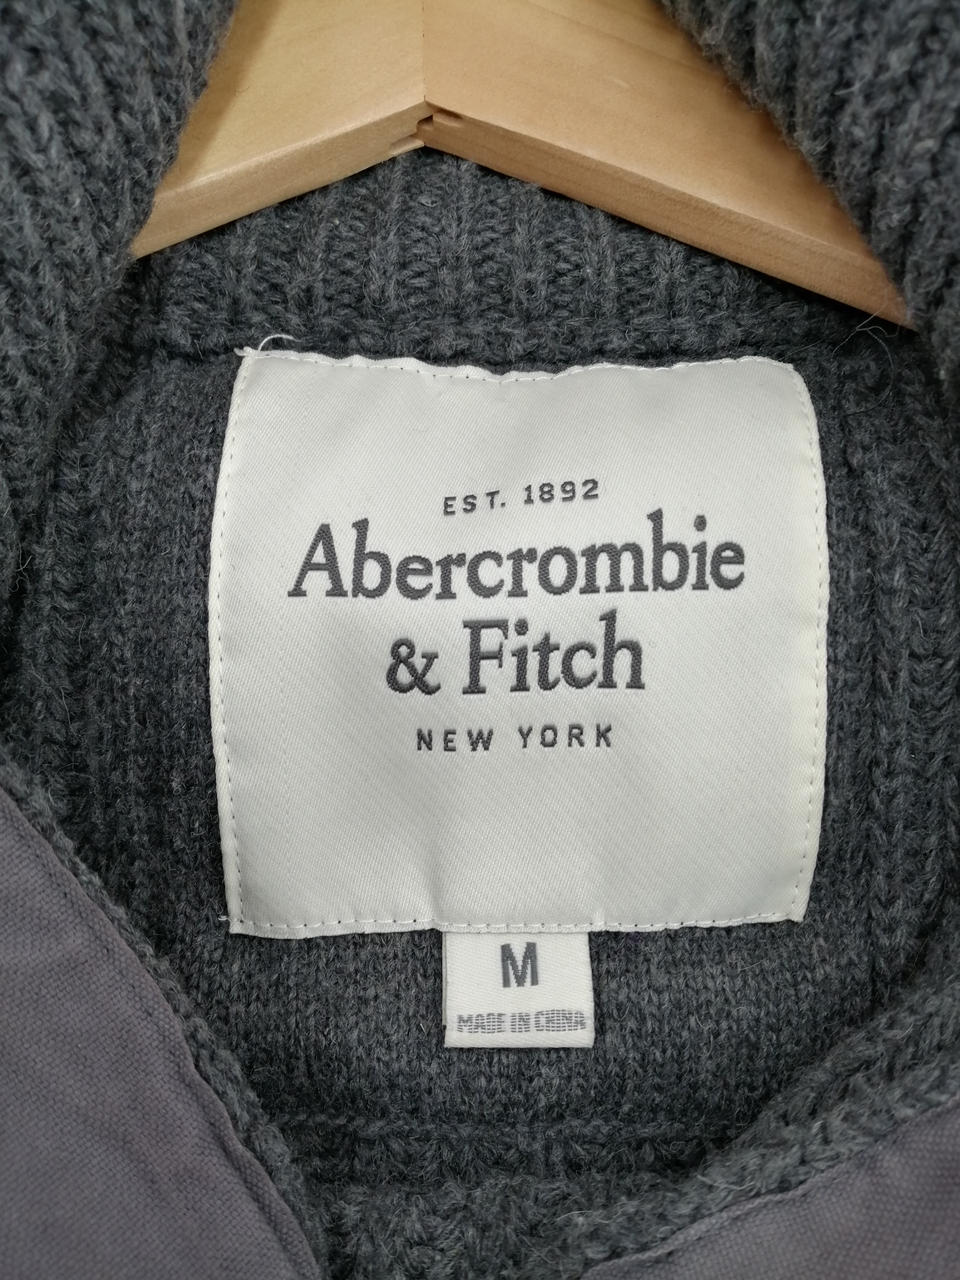 EST. 1892
Abercrombie
& Fitch
NEW YORK
M
MADE IN CHINA